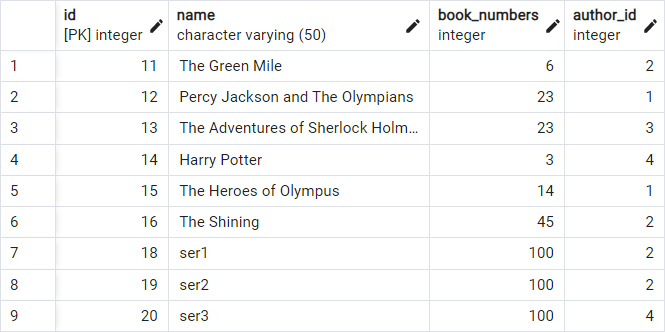 id name book_numbers author_id
[PK] integer character varying (50) integer integer
1 11 The Green Mile 6 2
2 12 Percy Jackson and The Olympians 23 1
3 13 The Adventures of Sherlock Holm... 23 3
4 14 Harry Potter 3 4
5 15 The Heroes of Olympus 14 1
6 16 The Shining 45 2
7 18 ser1 100 2
8 19 ser2 100 2
9 20 ser3 100 4